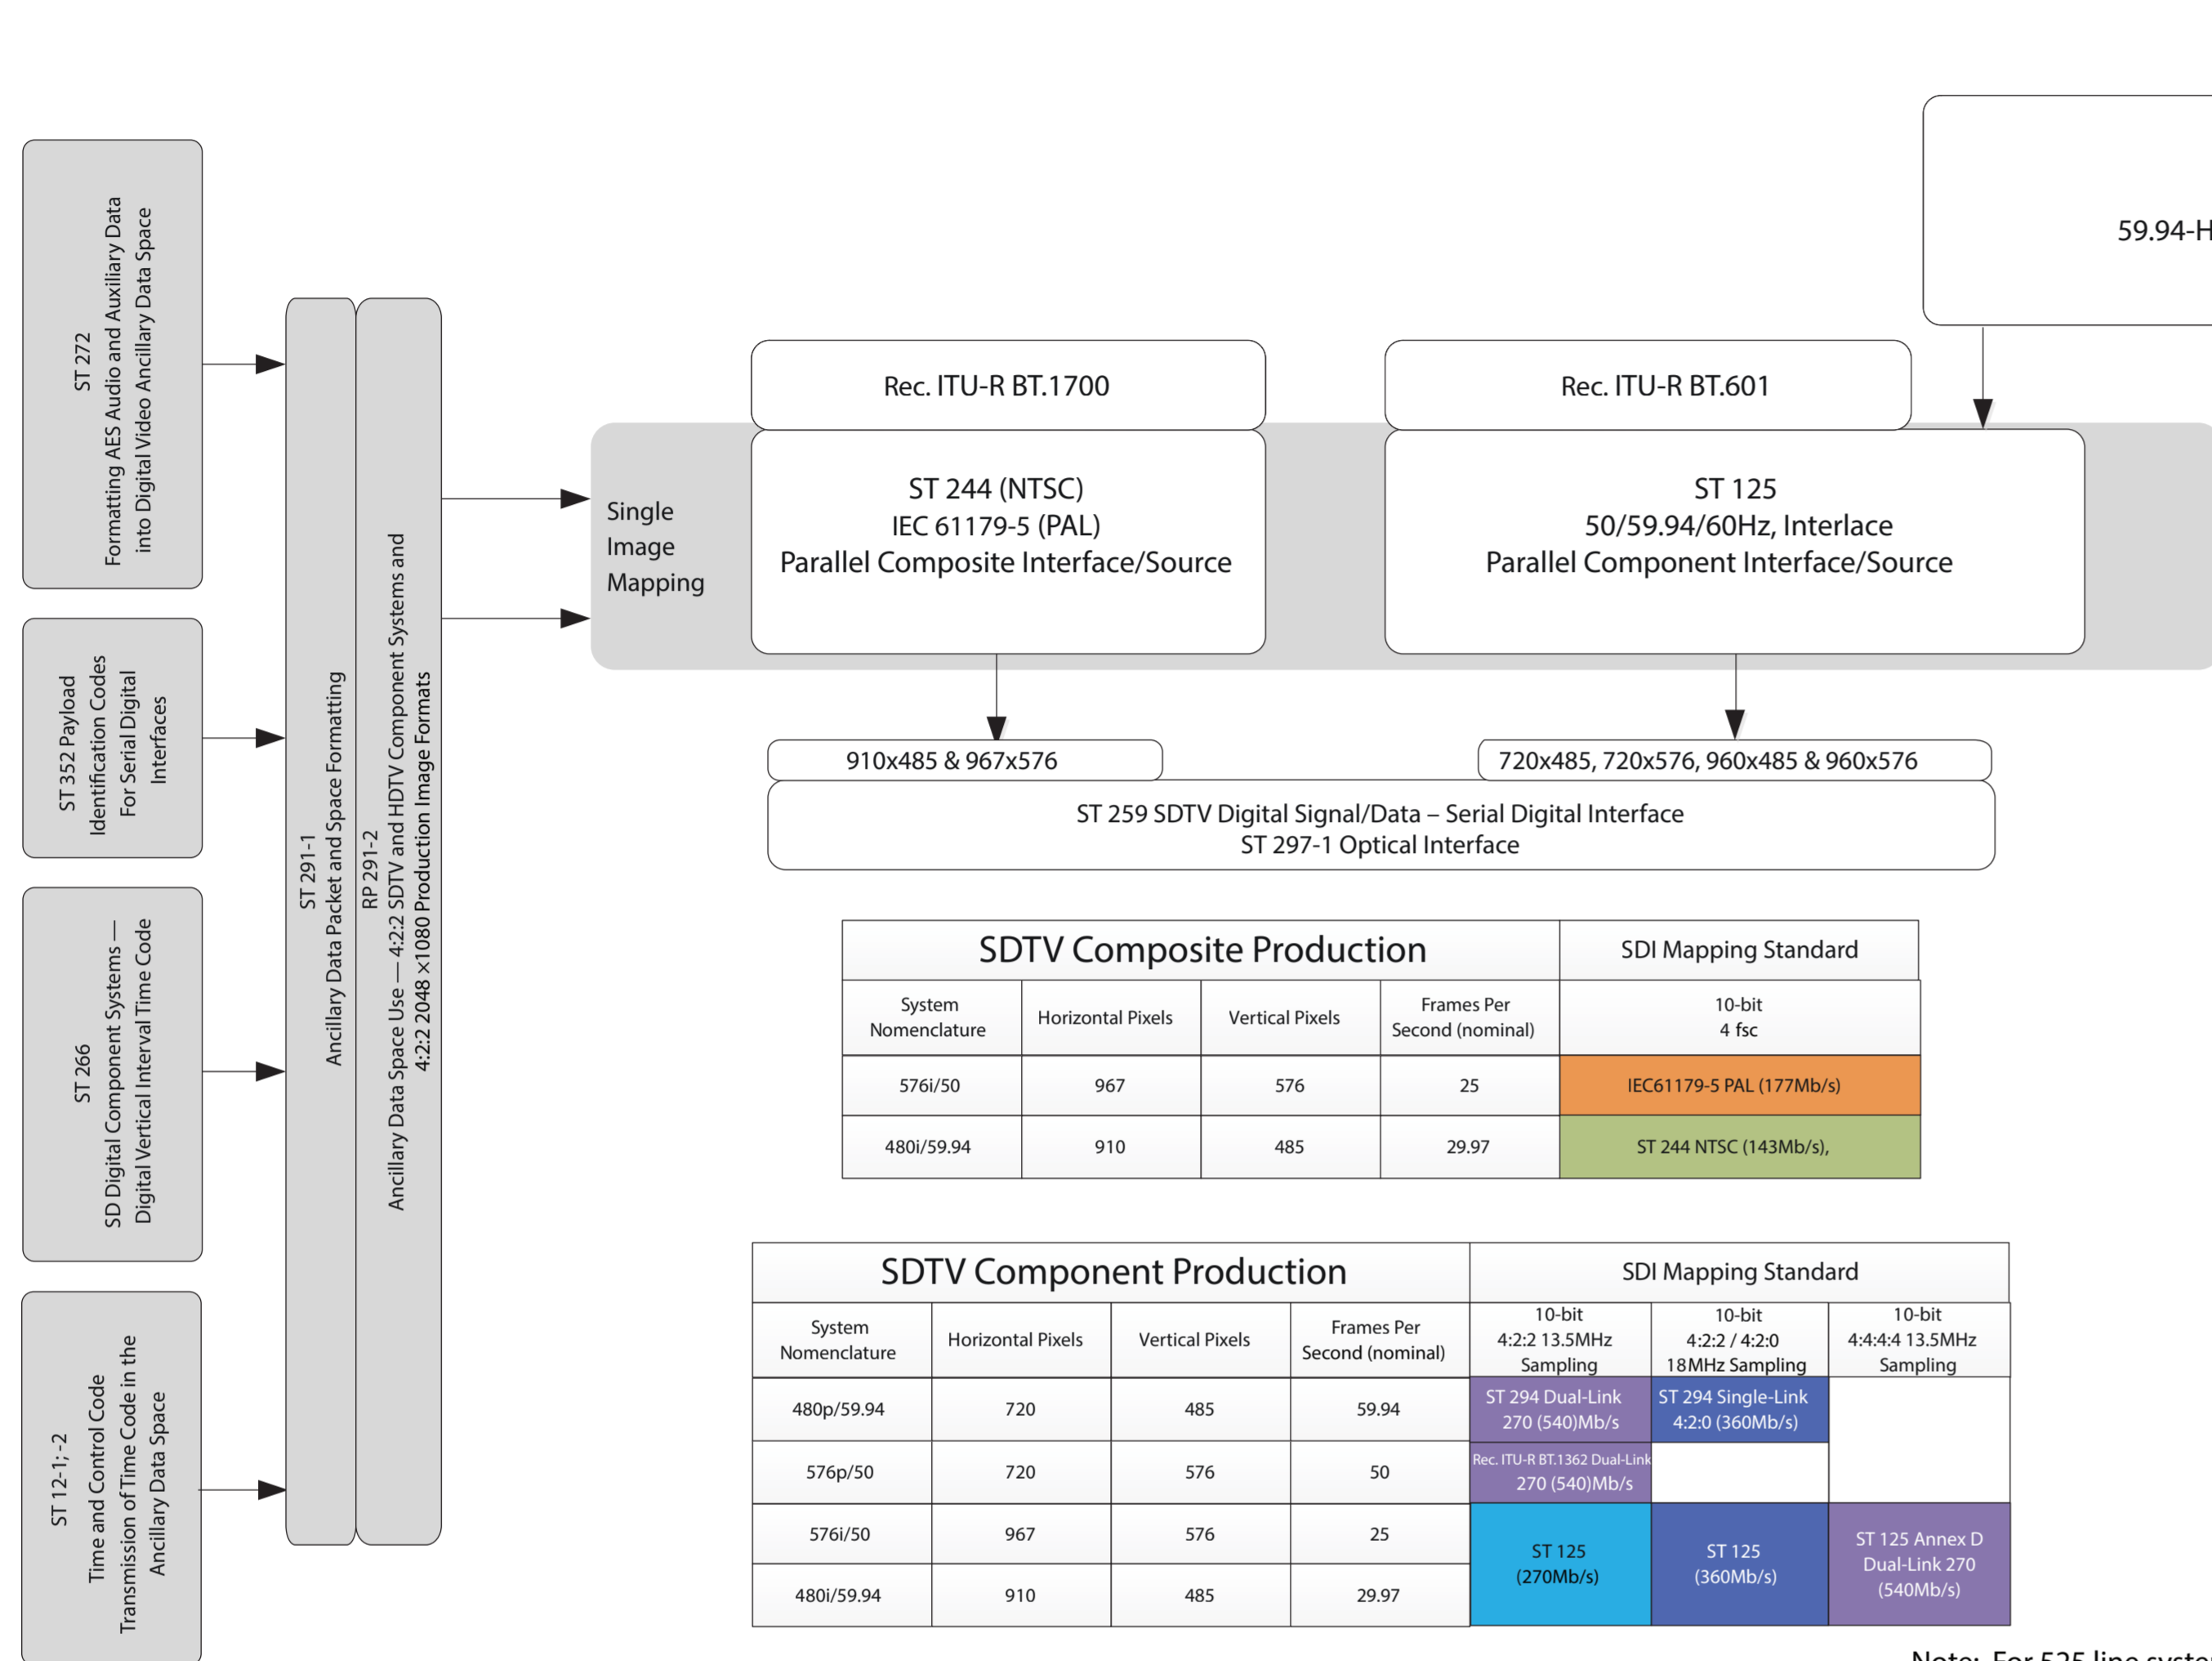 ST 272
Formatting AES Audio and Auxiliary Data
into Digital Video Ancillary Data Space
ST 352 Payload
Identification Codes
For Serial Digital
Interfaces
ST 266
SD Digital Component Systems —
Digital Vertical Interval Time Code
ST 12-1; -2
Time and Control Code
Transmission of Time Code in the
Ancillary Data Space
ST 291-1
Ancillary Data Packet and Space Formatting
RP 291-2
Ancillary Data Space Use — 4:2:2 SDTV and HDTV Component Systems and
4:2:2 2048 ×1080 Production Image Formats
Single
Image
Mapping
Rec. ITU-R BT.1700
ST 244 (NTSC)
IEC 61179-5 (PAL)
Parallel Composite Interface/Source
Rec. ITU-R BT.601
ST 125
50/59.94/60Hz, Interlace
Parallel Component Interface/Source
59.94-H
910x485 & 967x576
720x485, 720x576, 960x485 & 960x576
ST 259 SDTV Digital Signal/Data – Serial Digital Interface
ST 297-1 Optical Interface
SDTV Composite Production
SDI Mapping Standard
System
Nomenclature
Horizontal Pixels
Vertical Pixels
Frames Per
Second (nominal)
10-bit
4 fsc
576i/50 967 576 25 IEC61179-5 PAL (177Mb/s)
480i/59.94 910 485 29.97 ST 244 NTSC (143Mb/s),
SDTV Component Production
SDI Mapping Standard
System
Nomenclature
Horizontal Pixels
Vertical Pixels
Frames Per
Second (nominal)
10-bit
4:2:2 13.5MHz
Sampling
10-bit
4:2:2 / 4:2:0
18MHz Sampling
10-bit
4:4:4:4 13.5MHz
Sampling
480p/59.94 720 485 59.94
ST 294 Dual-Link
270 (540)Mb/s
ST 294 Single-Link
4:2:0 (360Mb/s)
576p/50 720 576 50
Rec. ITU-R BT.1362 Dual-Link
270 (540)Mb/s
576i/50 967 576 25
480i/59.94 910 485 29.97
ST 125
(270Mb/s)
ST 125
(360Mb/s)
ST 125 Annex D
Dual-Link 270
(540Mb/s)
Note: For 525 line syste